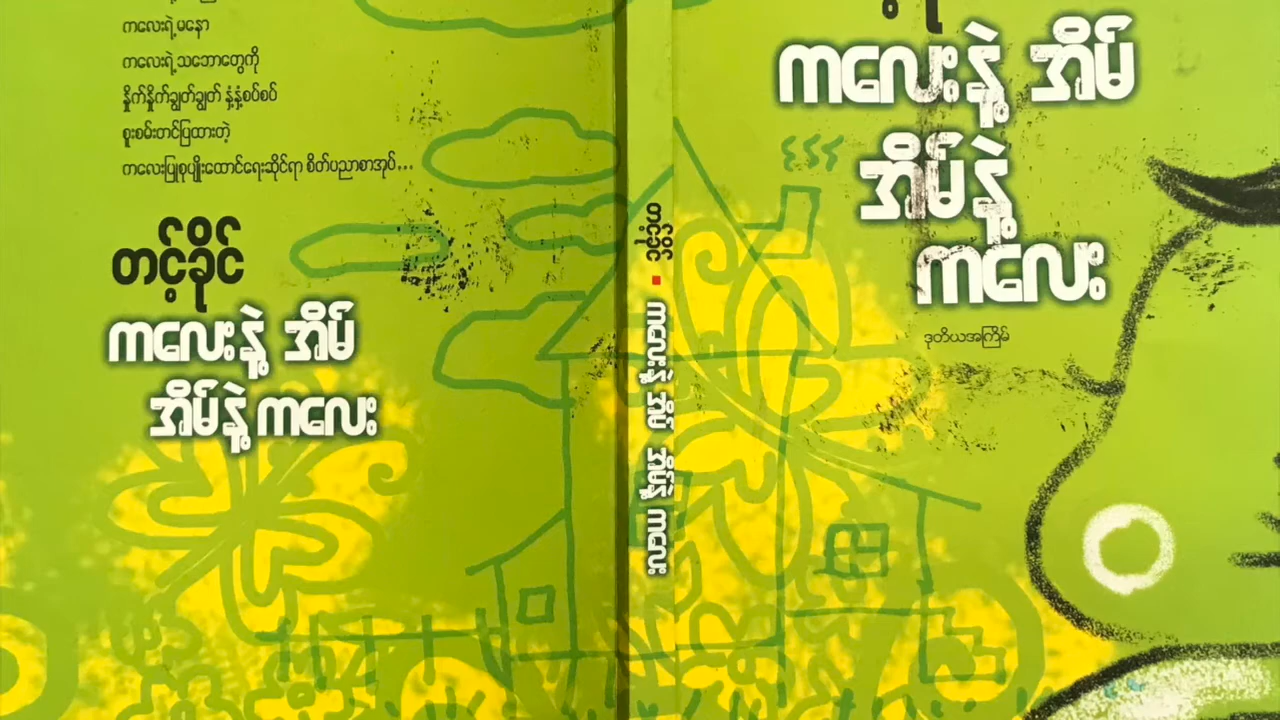 ကလေးရဲ့ မနော
ကလေးရဲ့ သဘောတွေကို
နှိုက်နှိုက်ချွတ်ချွတ် နှံ့နှံ့စပ်စပ်
စူးစမ်းတင်ပြထားတဲ့
ကလေးပြုစုပျိုးထောင်ရေးဆိုင်ရာ စိတ်ပညာစာအုပ်...
တင့်ခိုင်
ကလေးနဲ့ အိမ်
အိမ်နဲ့ ကလေး
တင့်ခိုင် ▪ ကလေးနဲ့ အိမ် အိမ်နဲ့ ကလေး
ကလေးနဲ့ အိမ်
အိမ်နဲ့
ကလေး
ဒုတိယအကြိမ်